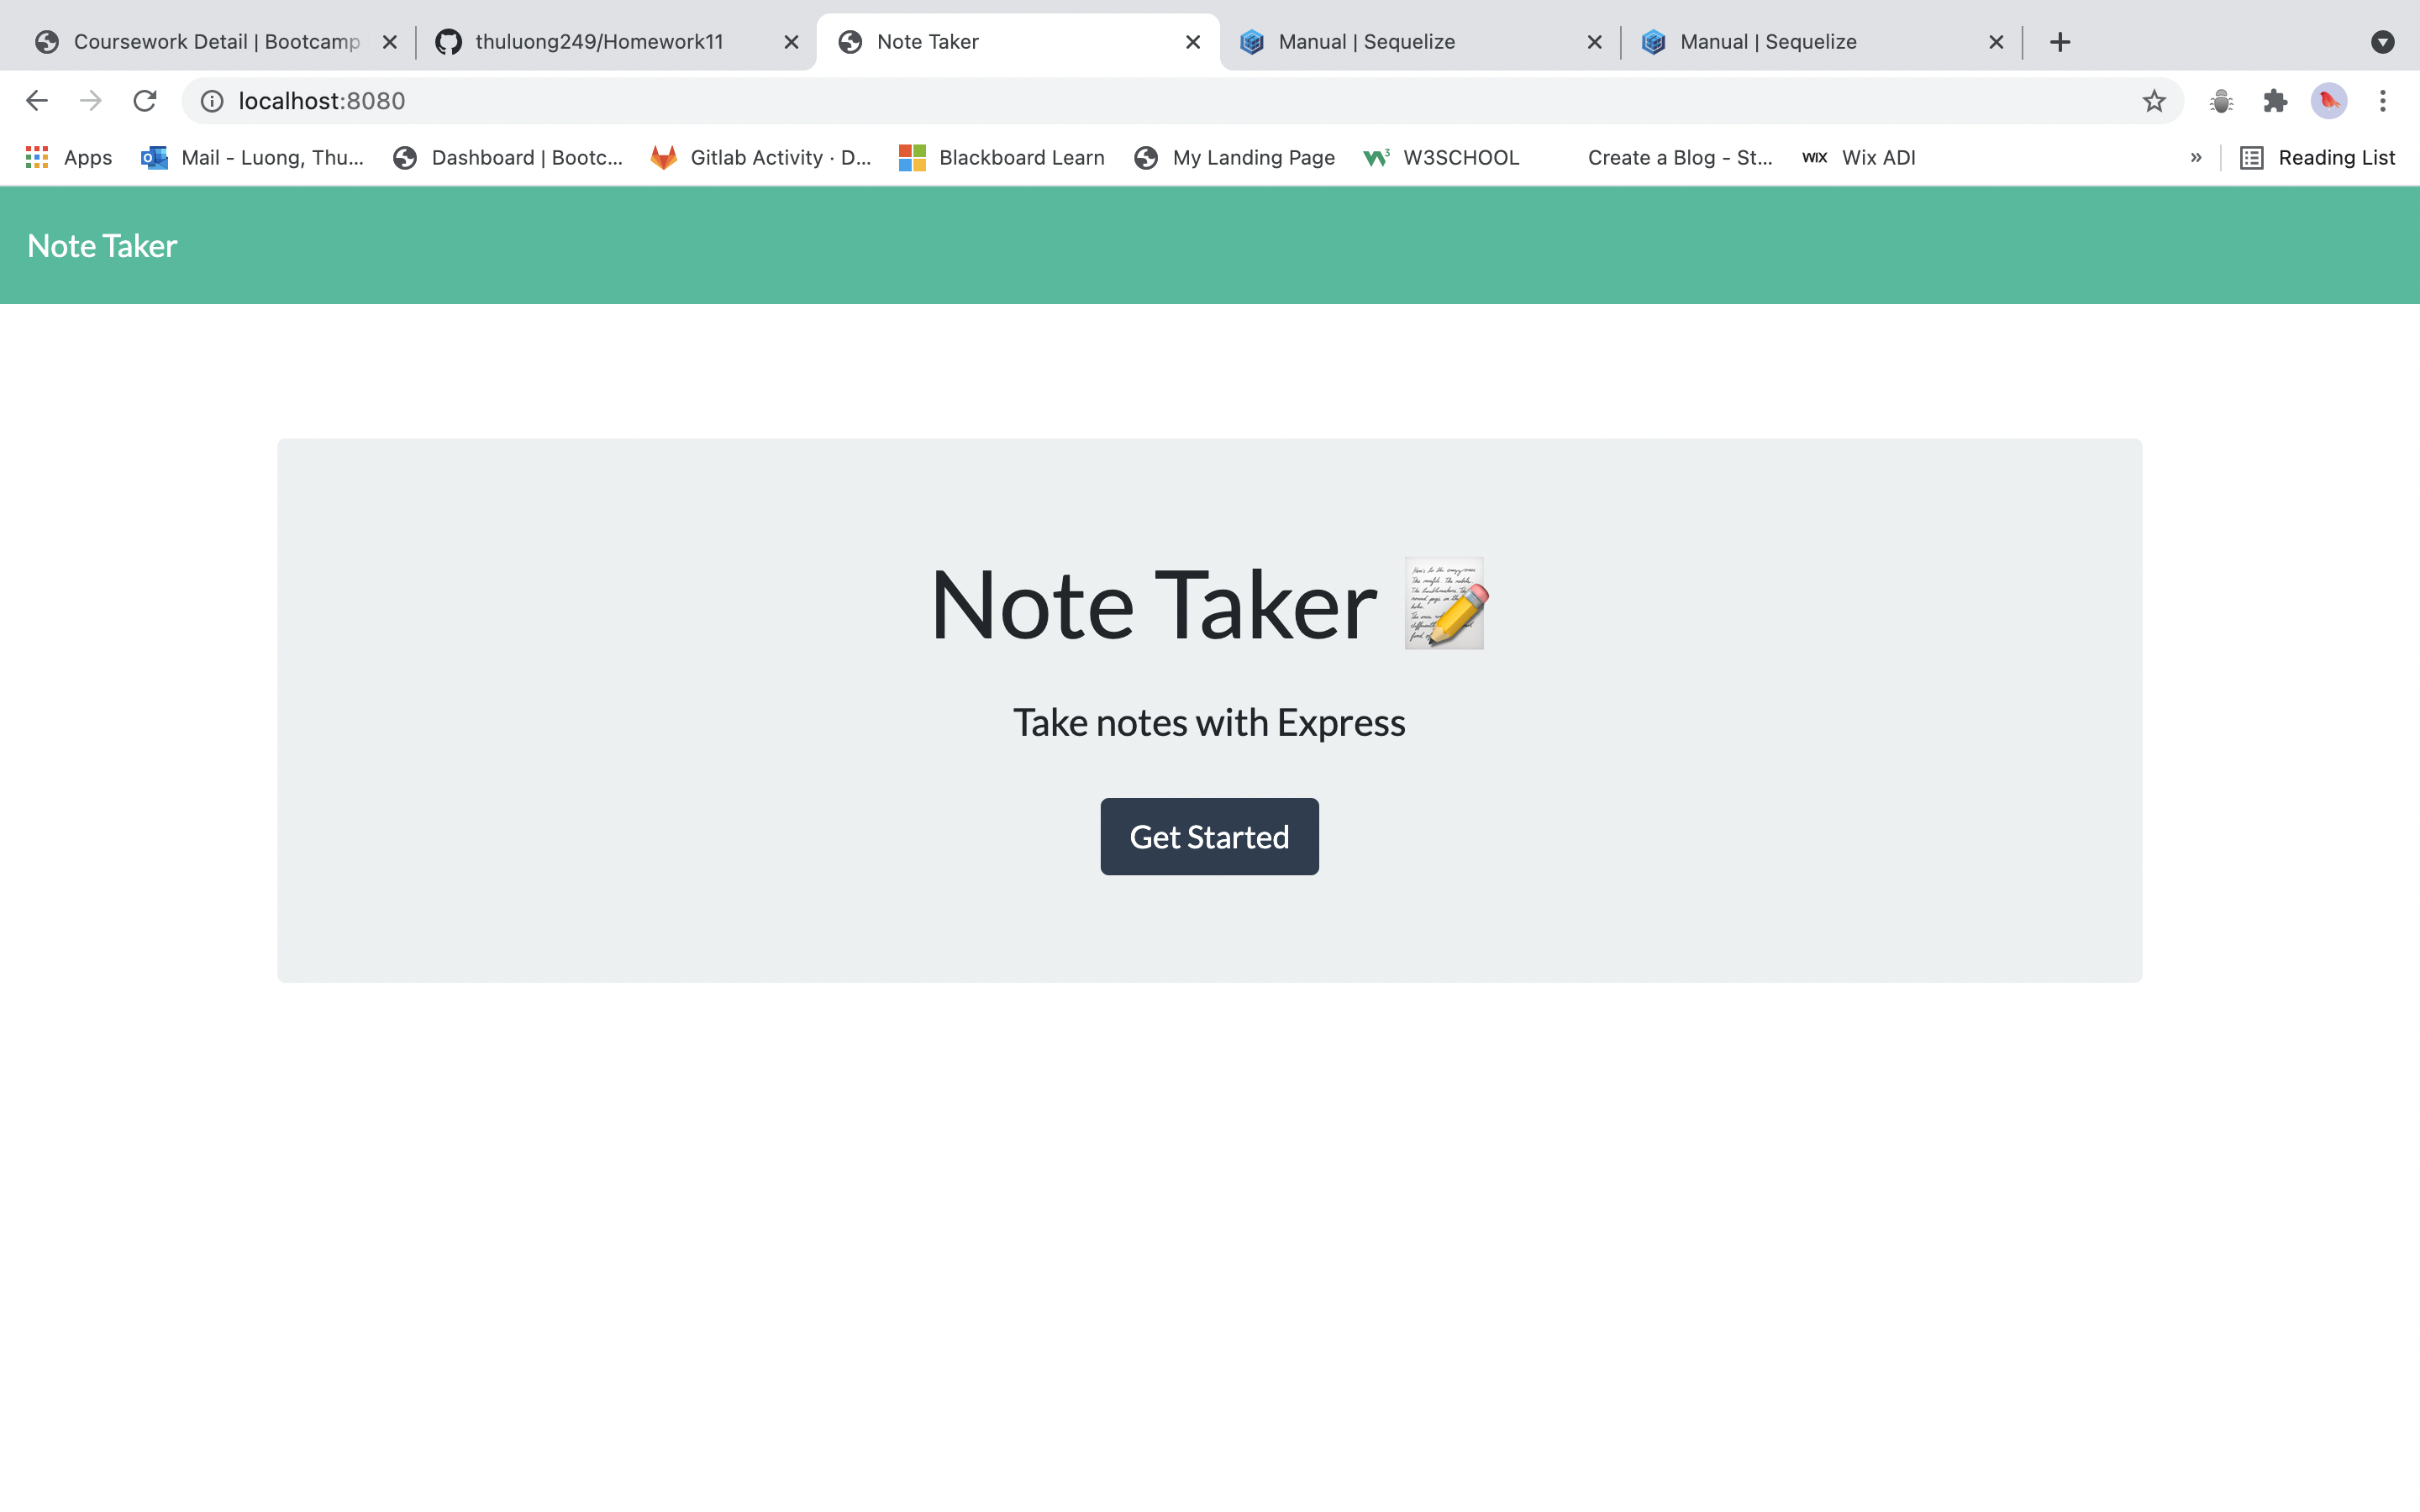 Coursework Detail | Bootcamp
thuluong249/Homework11
Note Taker
Manual | Sequelize
Manual | Sequelize
localhost:8080
Apps
Mail - Luong, Thu...
Dashboard | Bootc...
Gitlab Activity · D...
Blackboard Learn
My Landing Page
W3SCHOOL
Create a Blog - St...
WIX Wix ADI
»
Reading List
Note Taker
Note Taker
Take notes with Express
Get Started